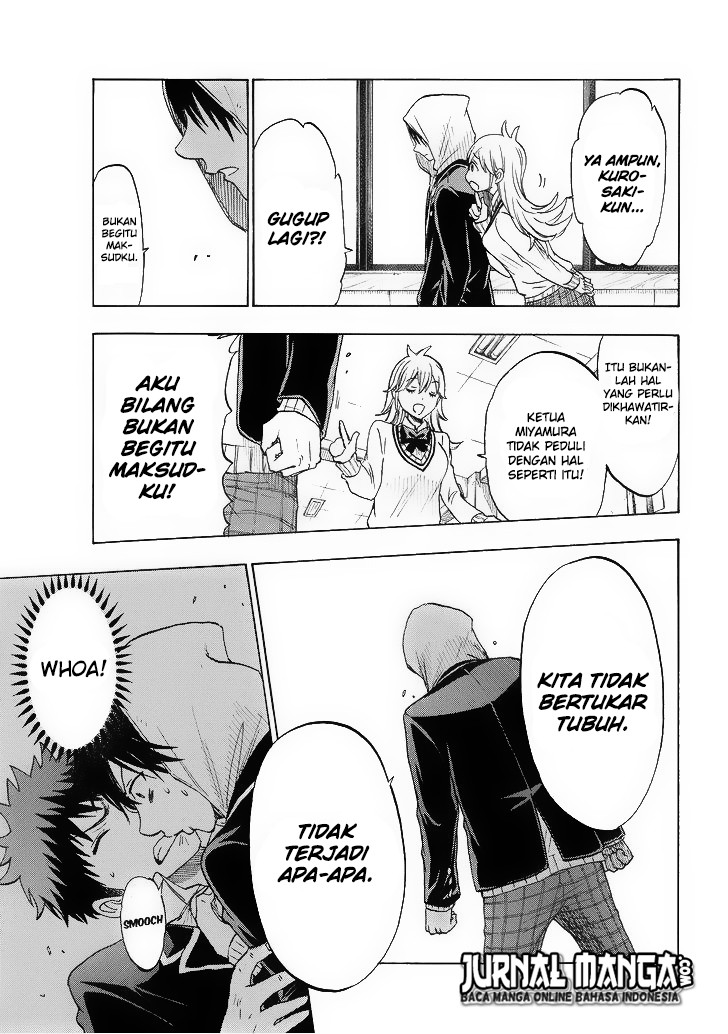 YA AMPUN,
KURO-
SAKI-
KUN...
GUGUP
LAGI?!
BUKAN
BEGITU
MAK-
SUDKU.
ITU BUKAN-
LAH HAL
YANG PERLU
DIKHAWATIR-
KAN!
KETUA
MIYAMURA
TIDAK PEDULI
DENGAN HAL
SEPERTI ITU!
AKU
BILANG
BUKAN
BEGITU
MAKSUD-
KU!
KITA TIDAK
BERTUKAR
TUBUH.
TIDAK
TERJADI
APA-APA.
WHOA!
SMOOCH
JURNAL MANGA.COM
BACA MANGA ONLINE BAHASA INDONESIA